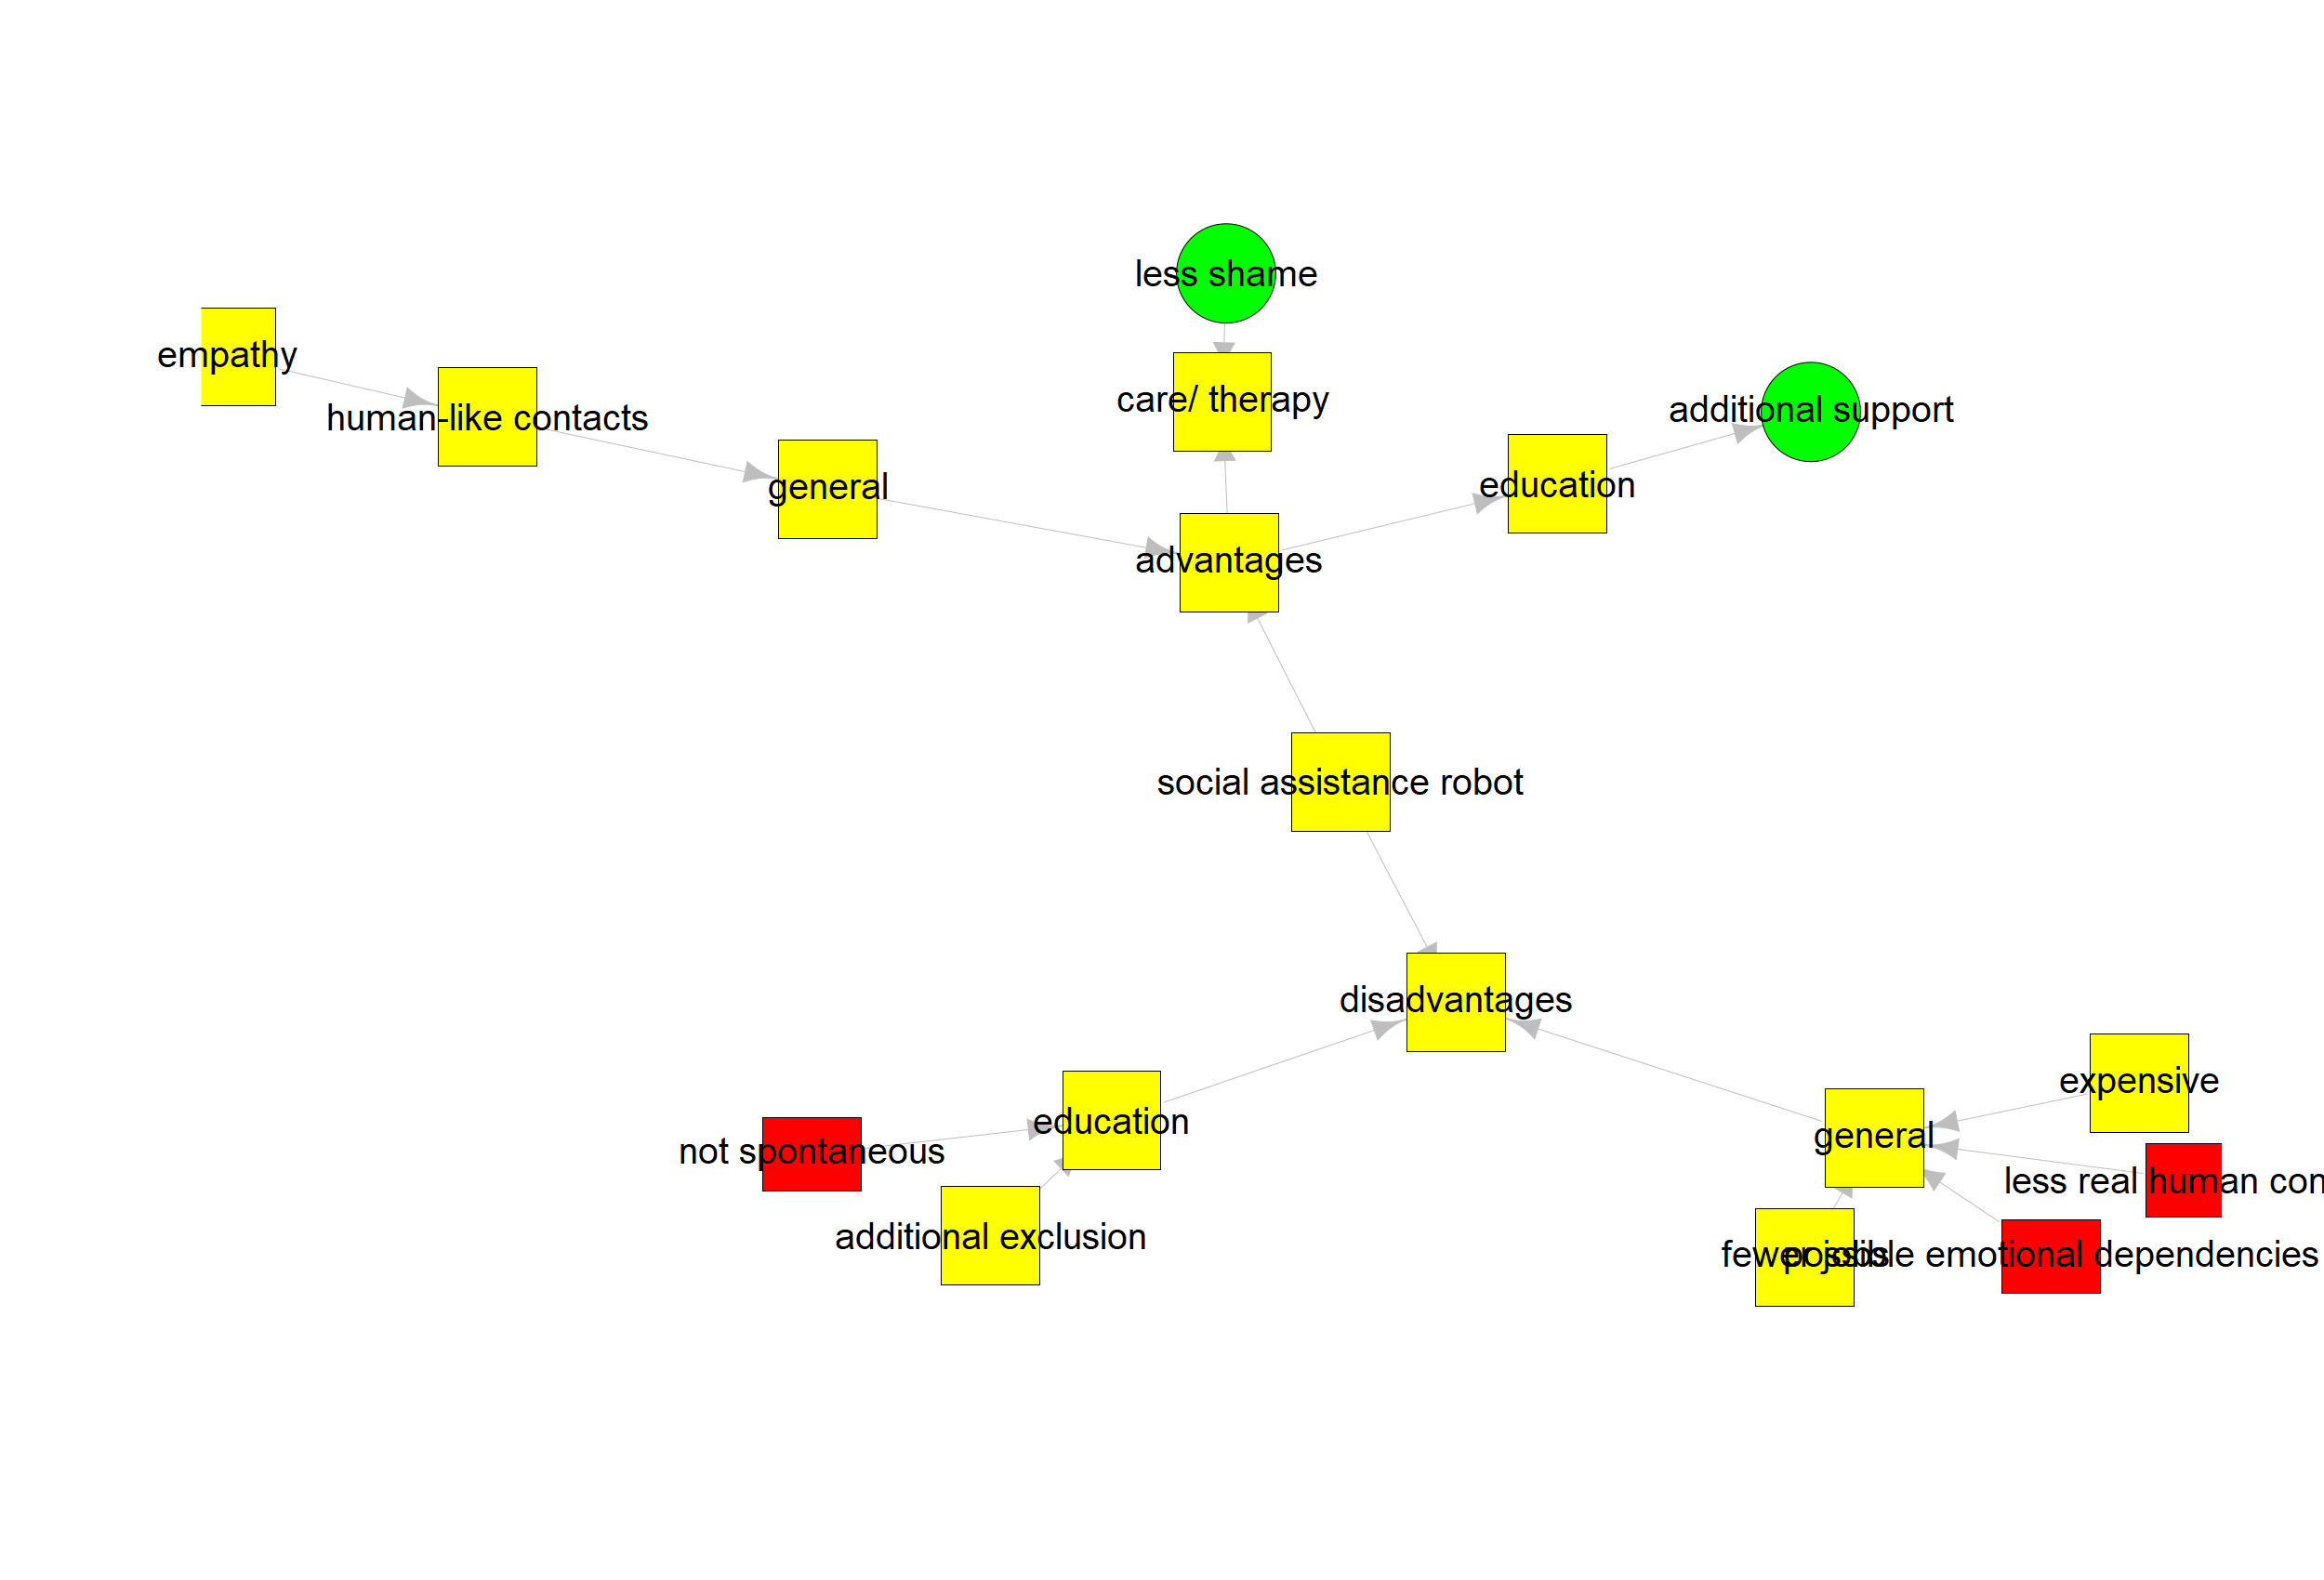 less shame
empathy
care/ therapy
additional support
human-like contacts
general
education
advantages
social assistance robot
disadvantages
expensive
education
general
not spontaneous
less real human con
additional exclusion
fewer jobs
possible emotional dependencies